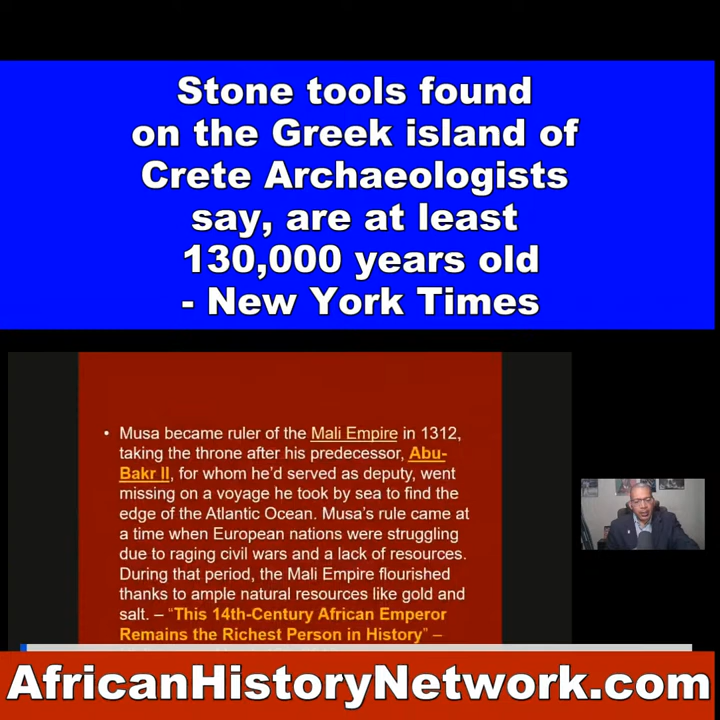 Stone tools found
on the Greek island of
Crete Archaeologists
say, are at least
130,000 years old
- New York Times
• Musa became ruler of the Mali Empire in 1312,
taking the throne after his predecessor, Abu-
Bakr II, for whom he'd served as deputy, went
missing on a voyage he took by sea to find the
edge of the Atlantic Ocean. Musa's rule came at
a time when European nations were struggling
due to raging civil wars and a lack of resources.
During that period, the Mali Empire flourished
thanks to ample natural resources like gold and
salt. – “This 14th-Century African Emperor
Remains the Richest Person in History” –
AfricanHistoryNetwork.com